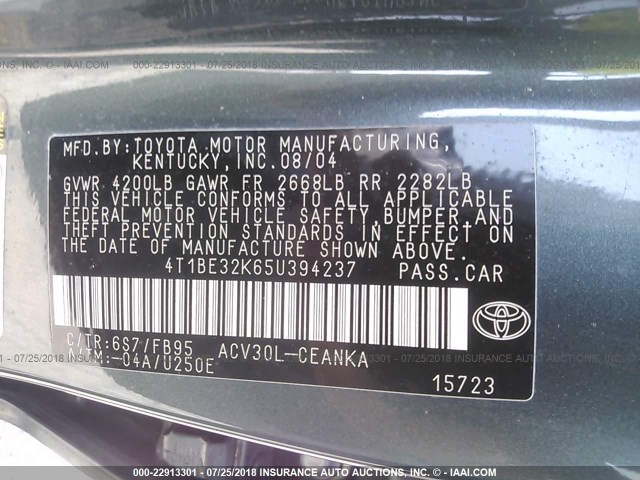 MFD. BY: TOYOTA MOTOR MANUFACTURING,
KENTUCKY, INC. 08/04
GVWR 4200LB GAWR FR 2668LB RR 2282LB
THIS VEHICLE CONFORMS TO ALL APPLICABLE
FEDERAL MOTOR VEHICLE SAFETY, BUMPER AND
THEFT PREVENTION STANDARDS IN EFFECT ON
THE DATE OF MANUFACTURE SHOWN ABOVE.
4T1BE32K65U394237 PASS.CAR
C/TR:6S7/FB95 ACV30L-CEANKA
A/TM:-04A/U250E
15723
000-22913301 - 07/25/2018 - INSURANCE AUTO AUCTIONS, INC. - © - IAAI.COM